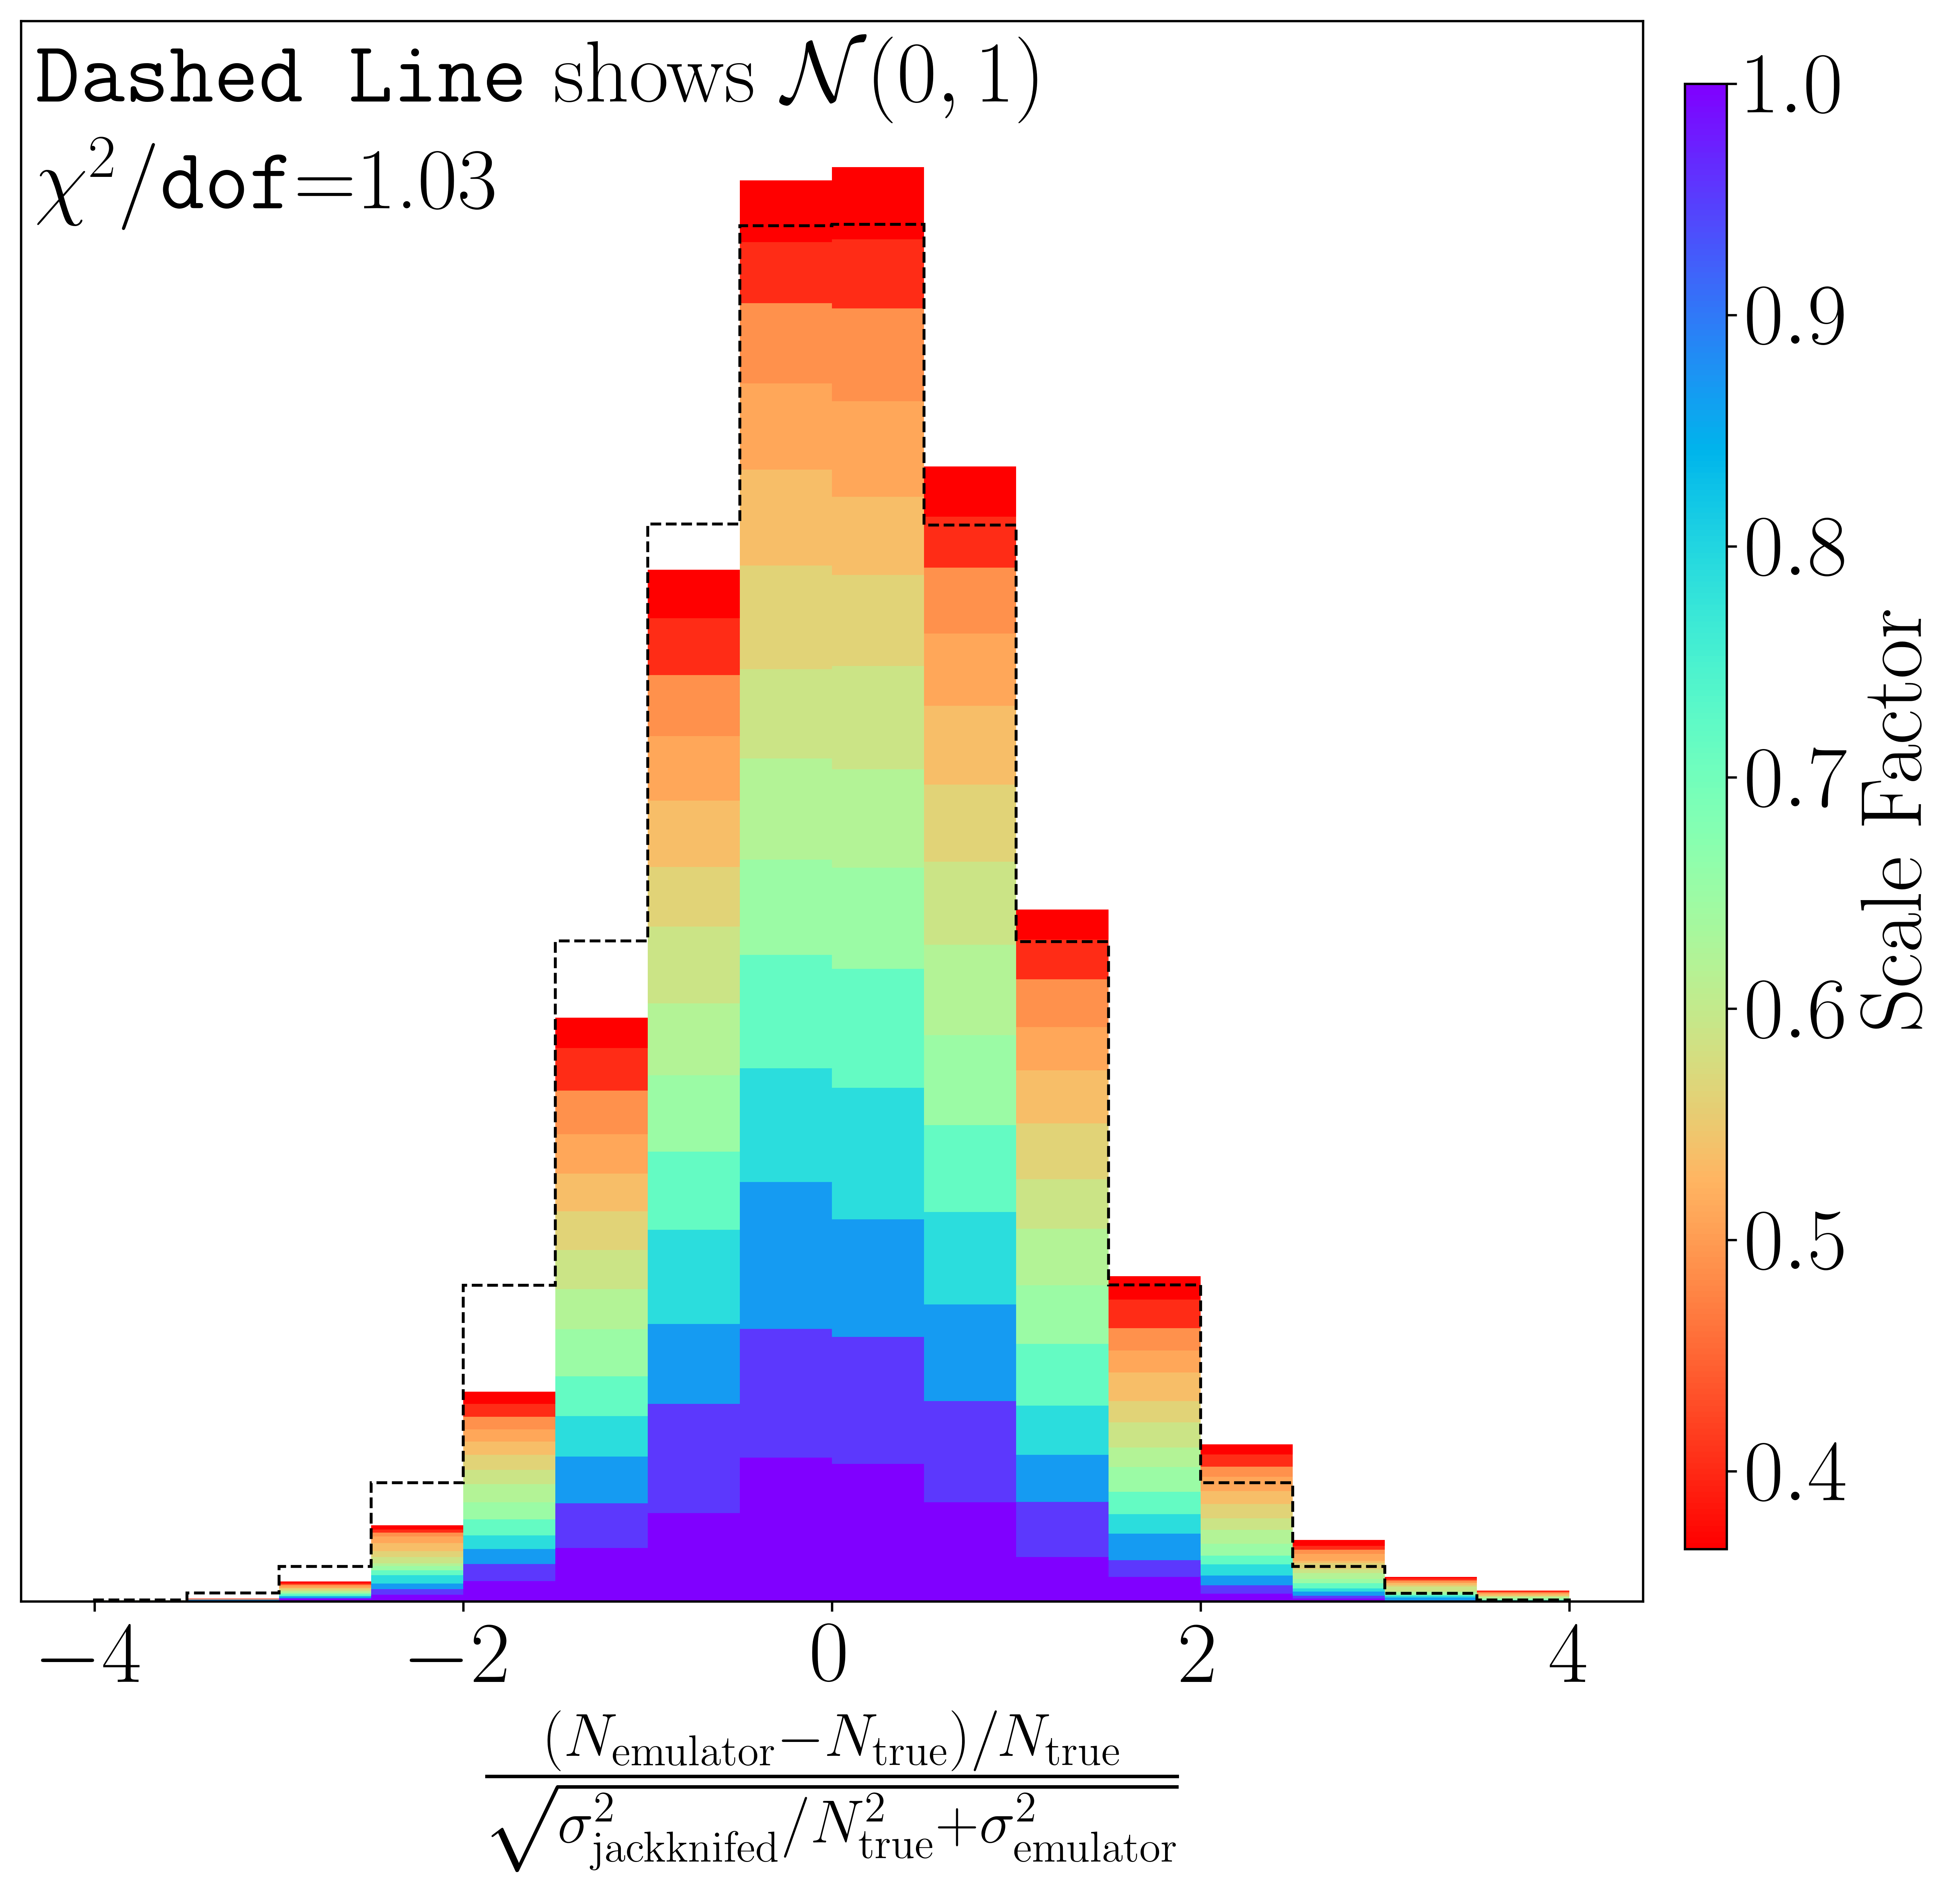 Dashed Line shows 𝒩(0, 1)
χ²/dof=1.03
1.0
0.9
0.8
0.7
0.6
0.5
0.4
Scale Factor
−4 −2 0 2 4
(N_emulator−N_true)/N_true
√σ²_jackknifed/N²_true+σ²_emulator